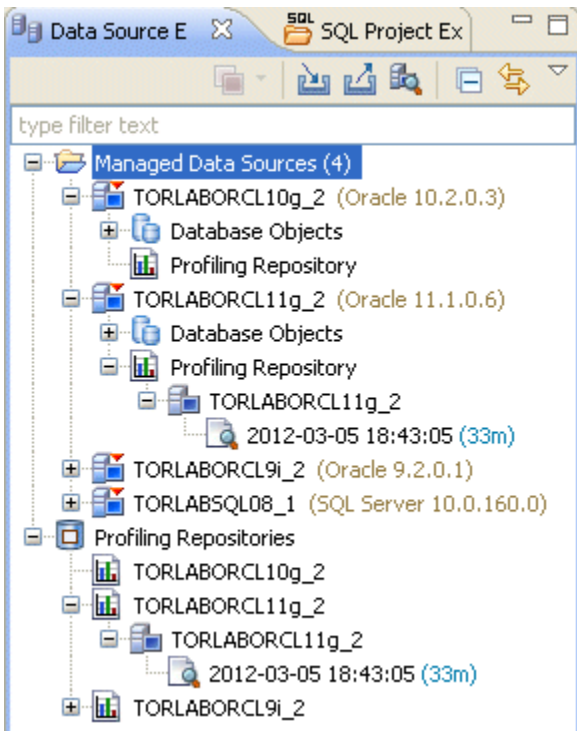 Data Source E SQL Project Ex
type filter text
Managed Data Sources (4)
TORLABORCL10g_2 (Oracle 10.2.0.3)
Database Objects
Profiling Repository
TORLABORCL11g_2 (Oracle 11.1.0.6)
Database Objects
Profiling Repository
TORLABORCL11g_2
2012-03-05 18:43:05 (33m)
TORLABORCL9i_2 (Oracle 9.2.0.1)
TORLABSQL08_1 (SQL Server 10.0.160.0)
Profiling Repositories
TORLABORCL10g_2
TORLABORCL11g_2
TORLABORCL11g_2
2012-03-05 18:43:05 (33m)
TORLABORCL9i_2